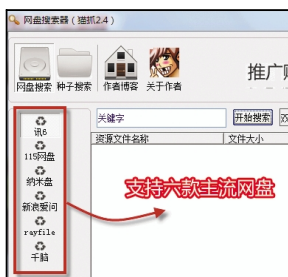 网盘搜索器（猫抓2.4）
网盘搜索 种子搜索 作者博客 关于作者
推广
关键字 开始搜索
资源文件名称 文件大小
讯6
115网盘
纳米盘
新浪爱问
rayfile
千脑
支持六款主流网盘